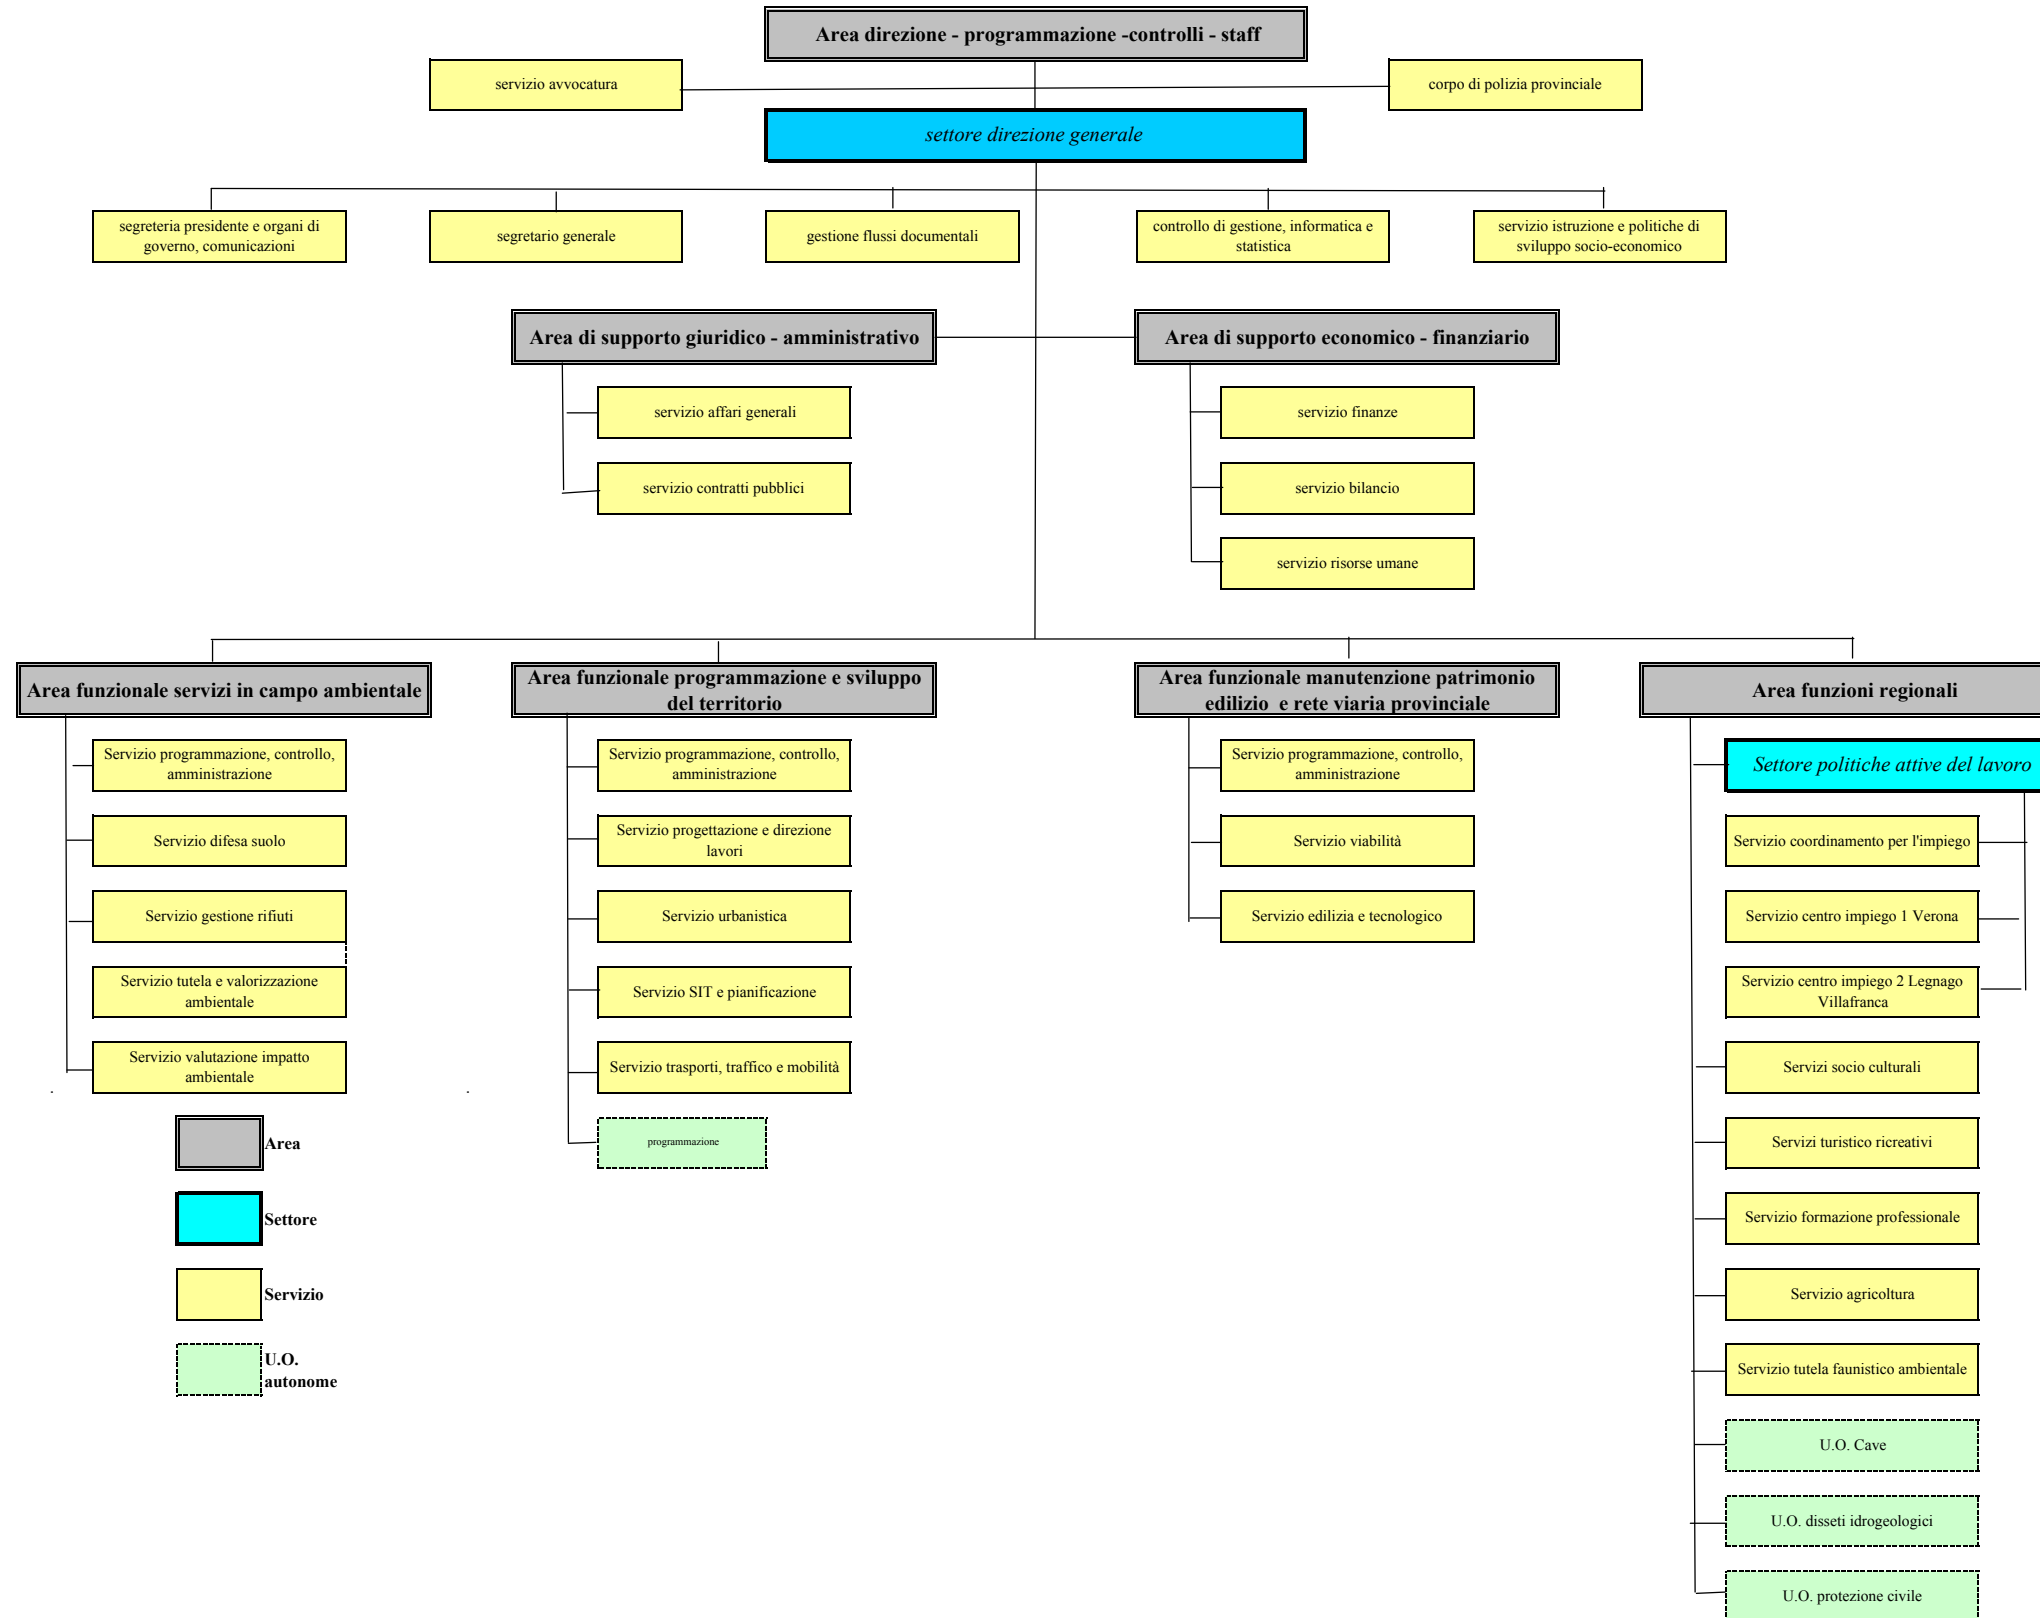 Area direzione - programmazione -controlli - staff
servizio avvocatura
corpo di polizia provinciale
settore direzione generale
segreteria presidente e organi di
governo, comunicazioni
segretario generale
gestione flussi documentali
controllo di gestione, informatica e
statistica
servizio istruzione e politiche di
sviluppo socio-economico
Area di supporto giuridico - amministrativo
Area di supporto economico - finanziario
servizio affari generali
servizio finanze
servizio contratti pubblici
servizio bilancio
servizio risorse umane
Area funzionale servizi in campo ambientale
Area funzionale programmazione e sviluppo
del territorio
Area funzionale manutenzione patrimonio
edilizio e rete viaria provinciale
Area funzioni regionali
Servizio programmazione, controllo,
amministrazione
Servizio programmazione, controllo,
amministrazione
Servizio programmazione, controllo,
amministrazione
Settore politiche attive del lavoro
Servizio difesa suolo
Servizio progettazione e direzione
lavori
Servizio viabilità
Servizio coordinamento per l'impiego
Servizio gestione rifiuti
Servizio urbanistica
Servizio edilizia e tecnologico
Servizio centro impiego 1 Verona
Servizio tutela e valorizzazione
ambientale
Servizio SIT e pianificazione
Servizio centro impiego 2 Legnago
Villafranca
Servizio valutazione impatto
ambientale
Servizio trasporti, traffico e mobilità
Servizi socio culturali
Area
programmazione
Servizi turistico ricreativi
Settore
Servizio formazione professionale
Servizio
Servizio agricoltura
U.O.
autonome
Servizio tutela faunistico ambientale
U.O. Cave
U.O. disseti idrogeologici
U.O. protezione civile